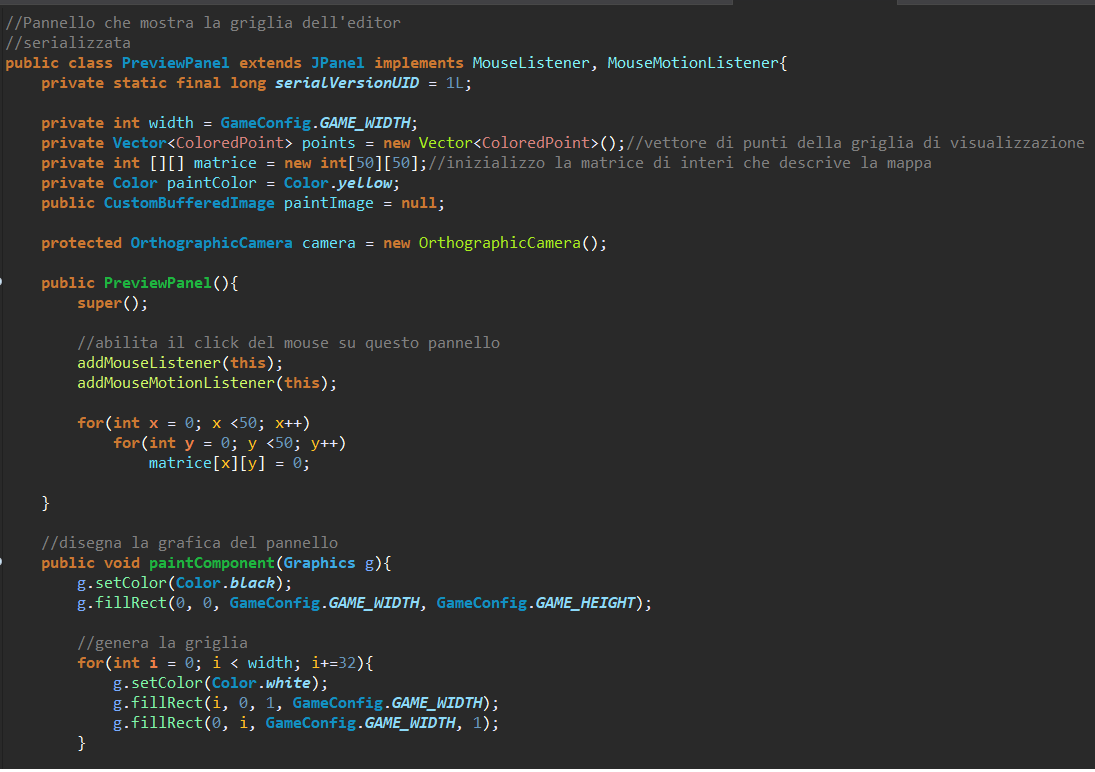 //Pannello che mostra la griglia dell'editor
//serializzata
public class PreviewPanel extends JPanel implements MouseListener, MouseMotionListener{
    private static final long serialVersionUID = 1L;

    private int width = GameConfig.GAME_WIDTH;
    private Vector<ColoredPoint> points = new Vector<ColoredPoint>();//vettore di punti della griglia di visualizzazione
    private int [][] matrice = new int[50][50];//inizializzo la matrice di interi che descrive la mappa
    private Color paintColor = Color.yellow;
    public CustomBufferedImage paintImage = null;

    protected OrthographicCamera camera = new OrthographicCamera();

    public PreviewPanel(){
        super();

        //abilita il click del mouse su questo pannello
        addMouseListener(this);
        addMouseMotionListener(this);

        for(int x = 0; x <50; x++)
            for(int y = 0; y <50; y++)
                matrice[x][y] = 0;

    }

    //disegna la grafica del pannello
    public void paintComponent(Graphics g){
        g.setColor(Color.black);
        g.fillRect(0, 0, GameConfig.GAME_WIDTH, GameConfig.GAME_HEIGHT);

        //genera la griglia
        for(int i = 0; i < width; i+=32){
            g.setColor(Color.white);
            g.fillRect(i, 0, 1, GameConfig.GAME_WIDTH);
            g.fillRect(0, i, GameConfig.GAME_WIDTH, 1);
        }